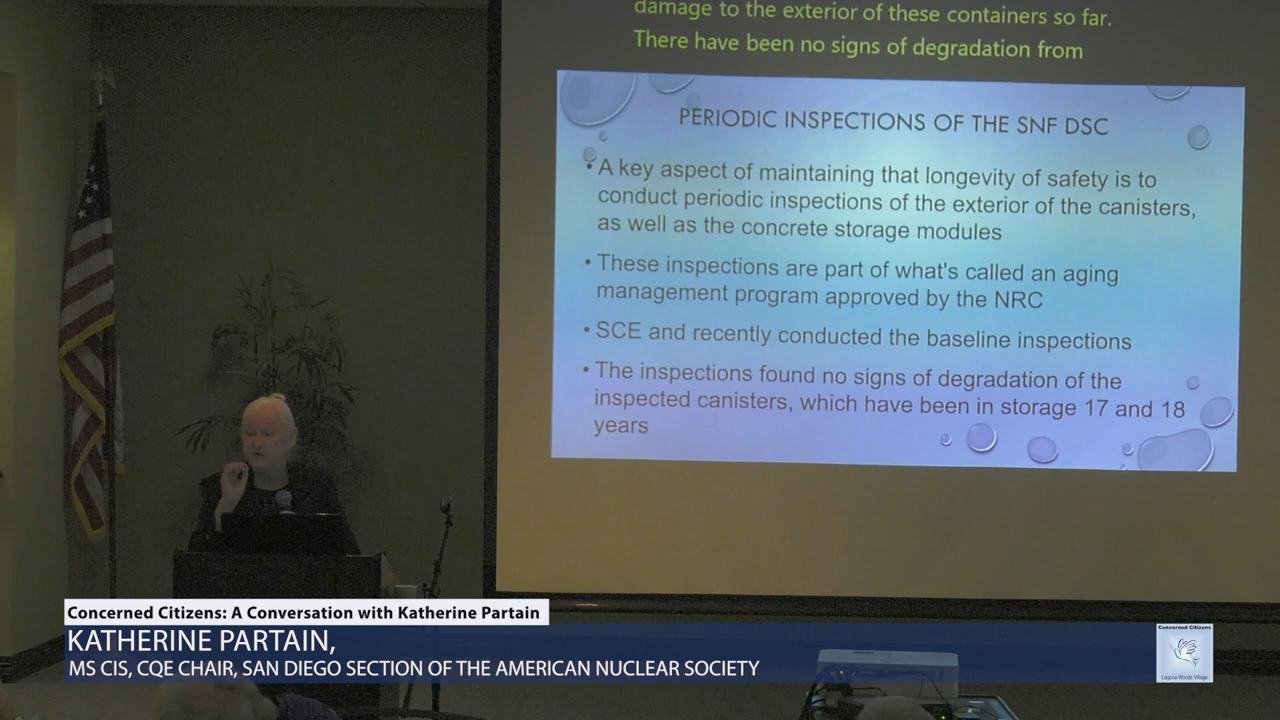 damage to the exterior of these containers so far.
There have been no signs of degradation from
PERIODIC INSPECTIONS OF THE SNF DSC
• A key aspect of maintaining that longevity of safety is to
conduct periodic inspections of the exterior of the canisters,
as well as the concrete storage modules
• These inspections are part of what's called an aging
management program approved by the NRC
• SCE and recently conducted the baseline inspections
• The inspections found no signs of degradation of the
inspected canisters, which have been in storage 17 and 18
years
Concerned Citizens: A Conversation with Katherine Partain
KATHERINE PARTAIN,
MS CIS, CQE CHAIR, SAN DIEGO SECTION OF THE AMERICAN NUCLEAR SOCIETY
Concerned Citizens
Laguna Woods Village